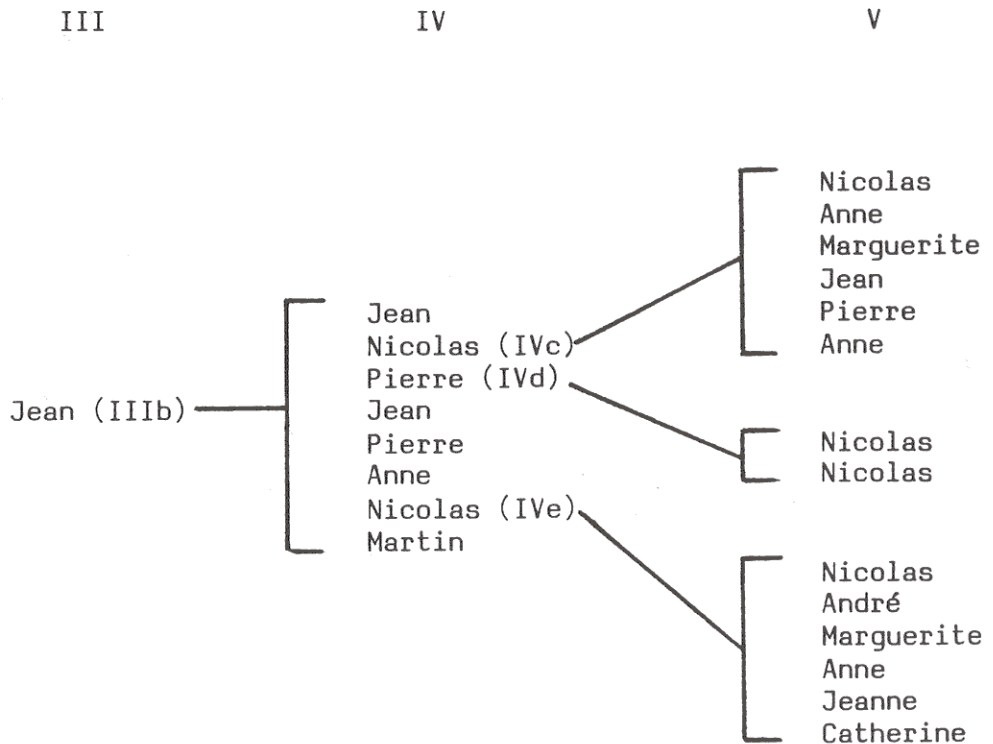 III IV V
Jean (IIIb)
Jean
Nicolas (IVc)
Pierre (IVd)
Jean
Pierre
Anne
Nicolas (IVe)
Martin
Nicolas
Anne
Marguerite
Jean
Pierre
Anne
Nicolas
Nicolas
Nicolas
André
Marguerite
Anne
Jeanne
Catherine